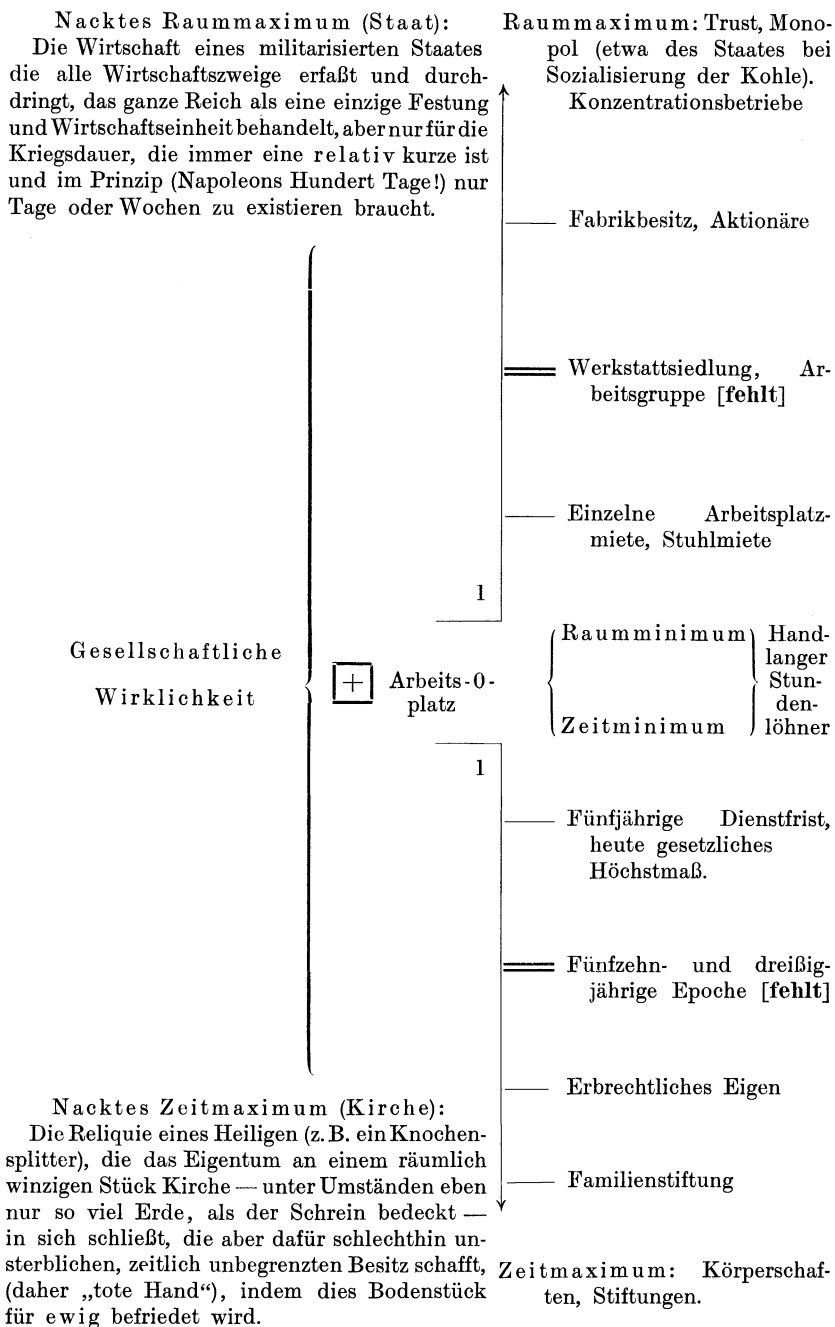 Nacktes Raummaximum (Staat):
Die Wirtschaft eines militarisierten Staates
die alle Wirtschaftszweige erfaßt und durch-
dringt, das ganze Reich als eine einzige Festung
und Wirtschaftseinheit behandelt, aber nur für die
Kriegsdauer, die immer eine relativ kurze ist
und im Prinzip (Napoleons Hundert Tage!) nur
Tage oder Wochen zu existieren braucht.
Raummaximum: Trust, Mono-
pol (etwa des Staates bei
Sozialisierung der Kohle).
Konzentrationsbetriebe
Fabrikbesitz, Aktionäre
Werkstattsiedlung, Ar-
beitsgruppe [fehlt]
Einzelne Arbeitsplatz-
miete, Stuhlmiete
1
Gesellschaftliche
Wirklichkeit
+
Arbeits-0-
platz
Raumminimum
Zeitminimum
Hand-
langer
Stun-
den-
löhner
1
Fünfjährige Dienstfrist,
heute gesetzliches
Höchstmaß.
Fünfzehn- und dreißig-
jährige Epoche [fehlt]
Erbrechtliches Eigen
Familienstiftung
Nacktes Zeitmaximum (Kirche):
Die Reliquie eines Heiligen (z. B. ein Knochen-
splitter), die das Eigentum an einem räumlich
winzigen Stück Kirche — unter Umständen eben
nur so viel Erde, als der Schrein bedeckt —
in sich schließt, die aber dafür schlechthin un-
sterblichen, zeitlich unbegrenzten Besitz schafft,
(daher „tote Hand“), indem dies Bodenstück
für ewig befriedet wird.
Zeitmaximum: Körperschaf-
ten, Stiftungen.